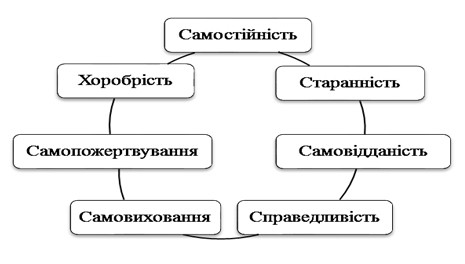 Самостійність
Хоробрість
Старанність
Самопожертвування
Самовідданість
Самовиховання
Справедливість